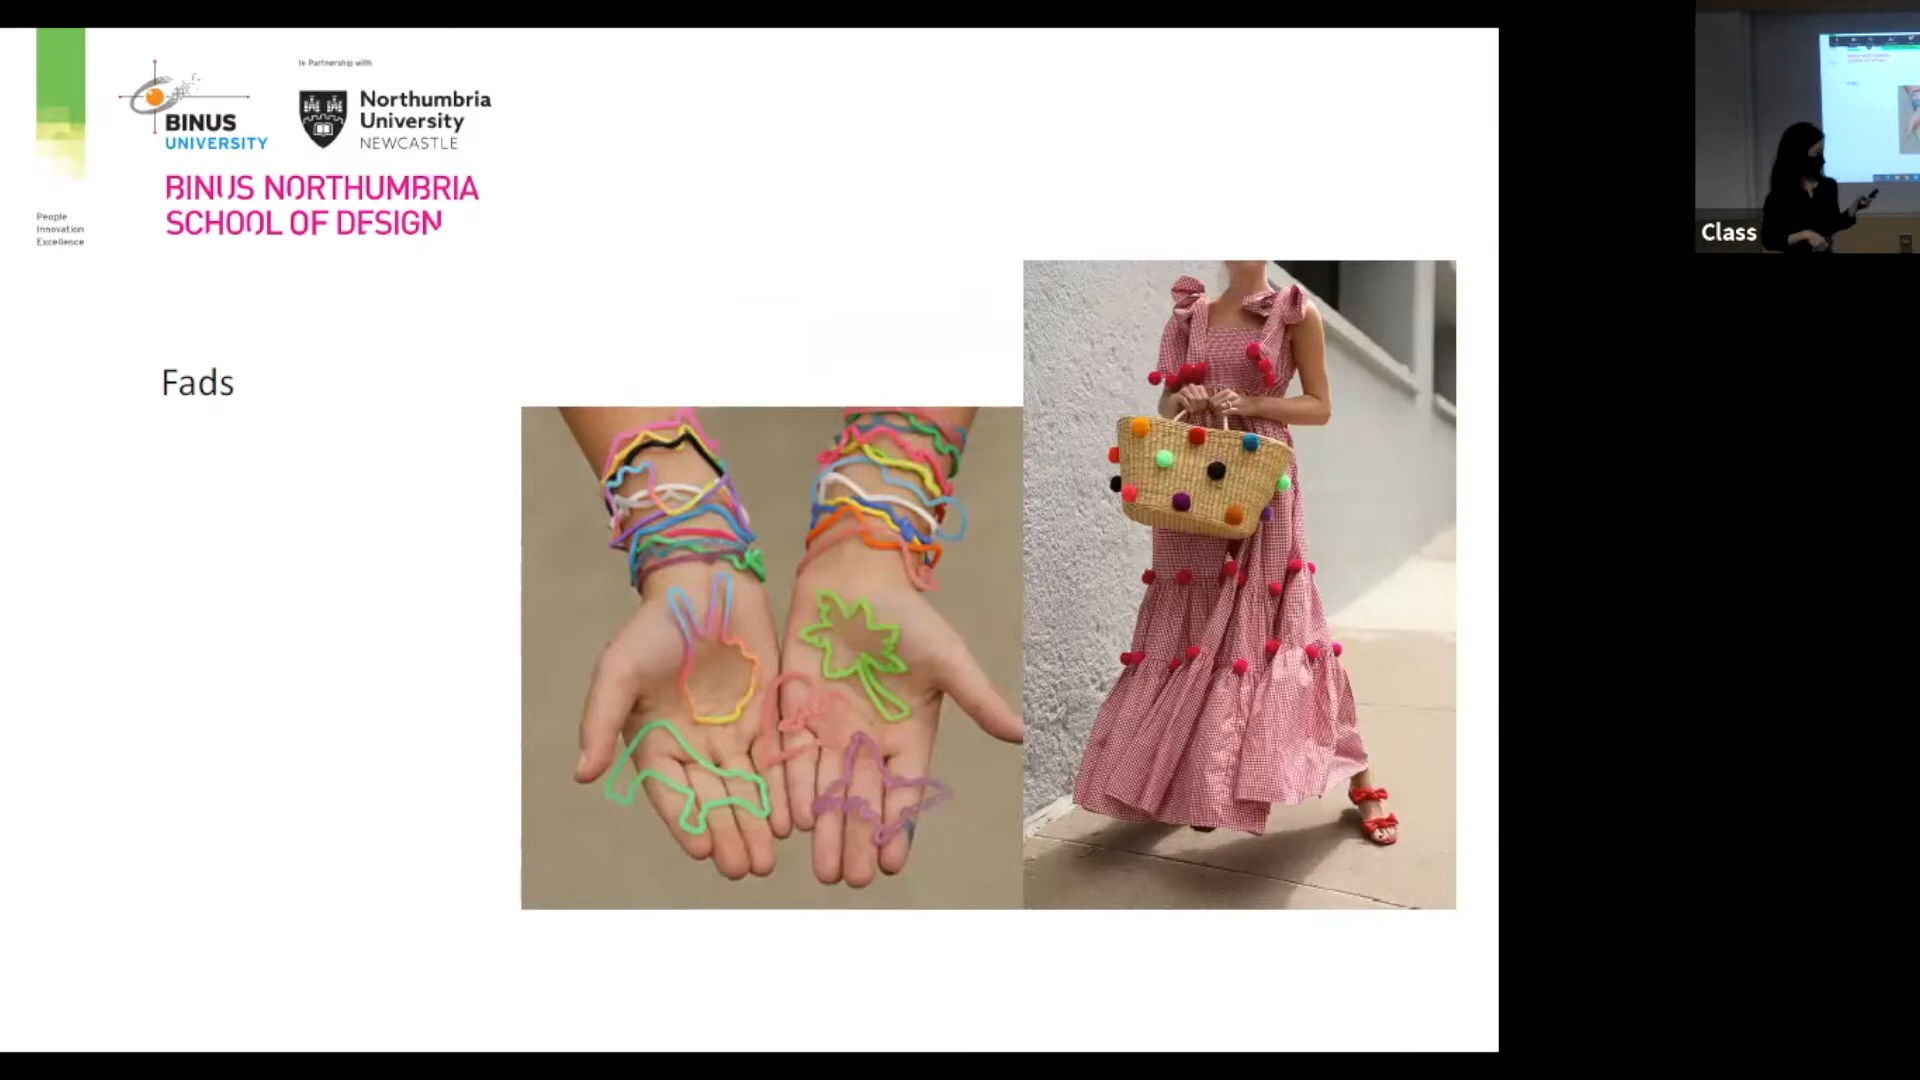 In Partnership with
BINUS
UNIVERSITY
Northumbria
University
NEWCASTLE
BINUS NORTHUMBRIA
SCHOOL OF DESIGN
People
Innovation
Excellence
Fads
Class